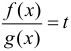 f(x)/g(x) = t